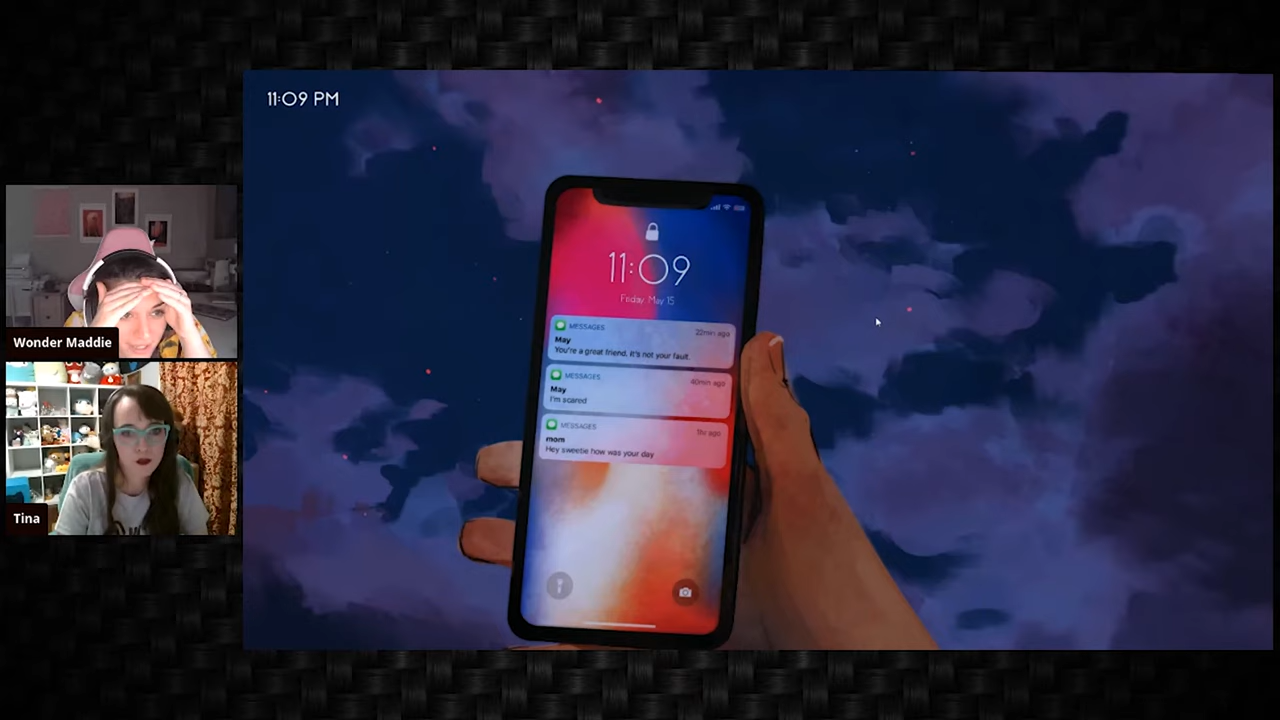 11:09 PM
11:09
Friday, May 15
MESSAGES 22min ago
May
You're a great friend. It's not your fault.
MESSAGES 40min ago
May
I'm scared
MESSAGES 1hr ago
mom
Hey sweetie how was your day
Wonder Maddie
Tina